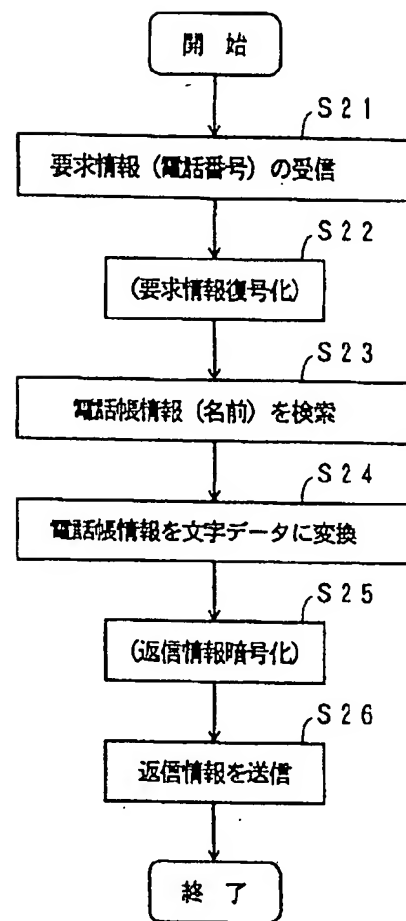 開 始
S21
要求情報(電話番号)の受信
S22
(要求情報復号化)
S23
電話帳情報(名前)を検索
S24
電話帳情報を文字データに変換
S25
(返信情報暗号化)
S26
返信情報を送信
終 了